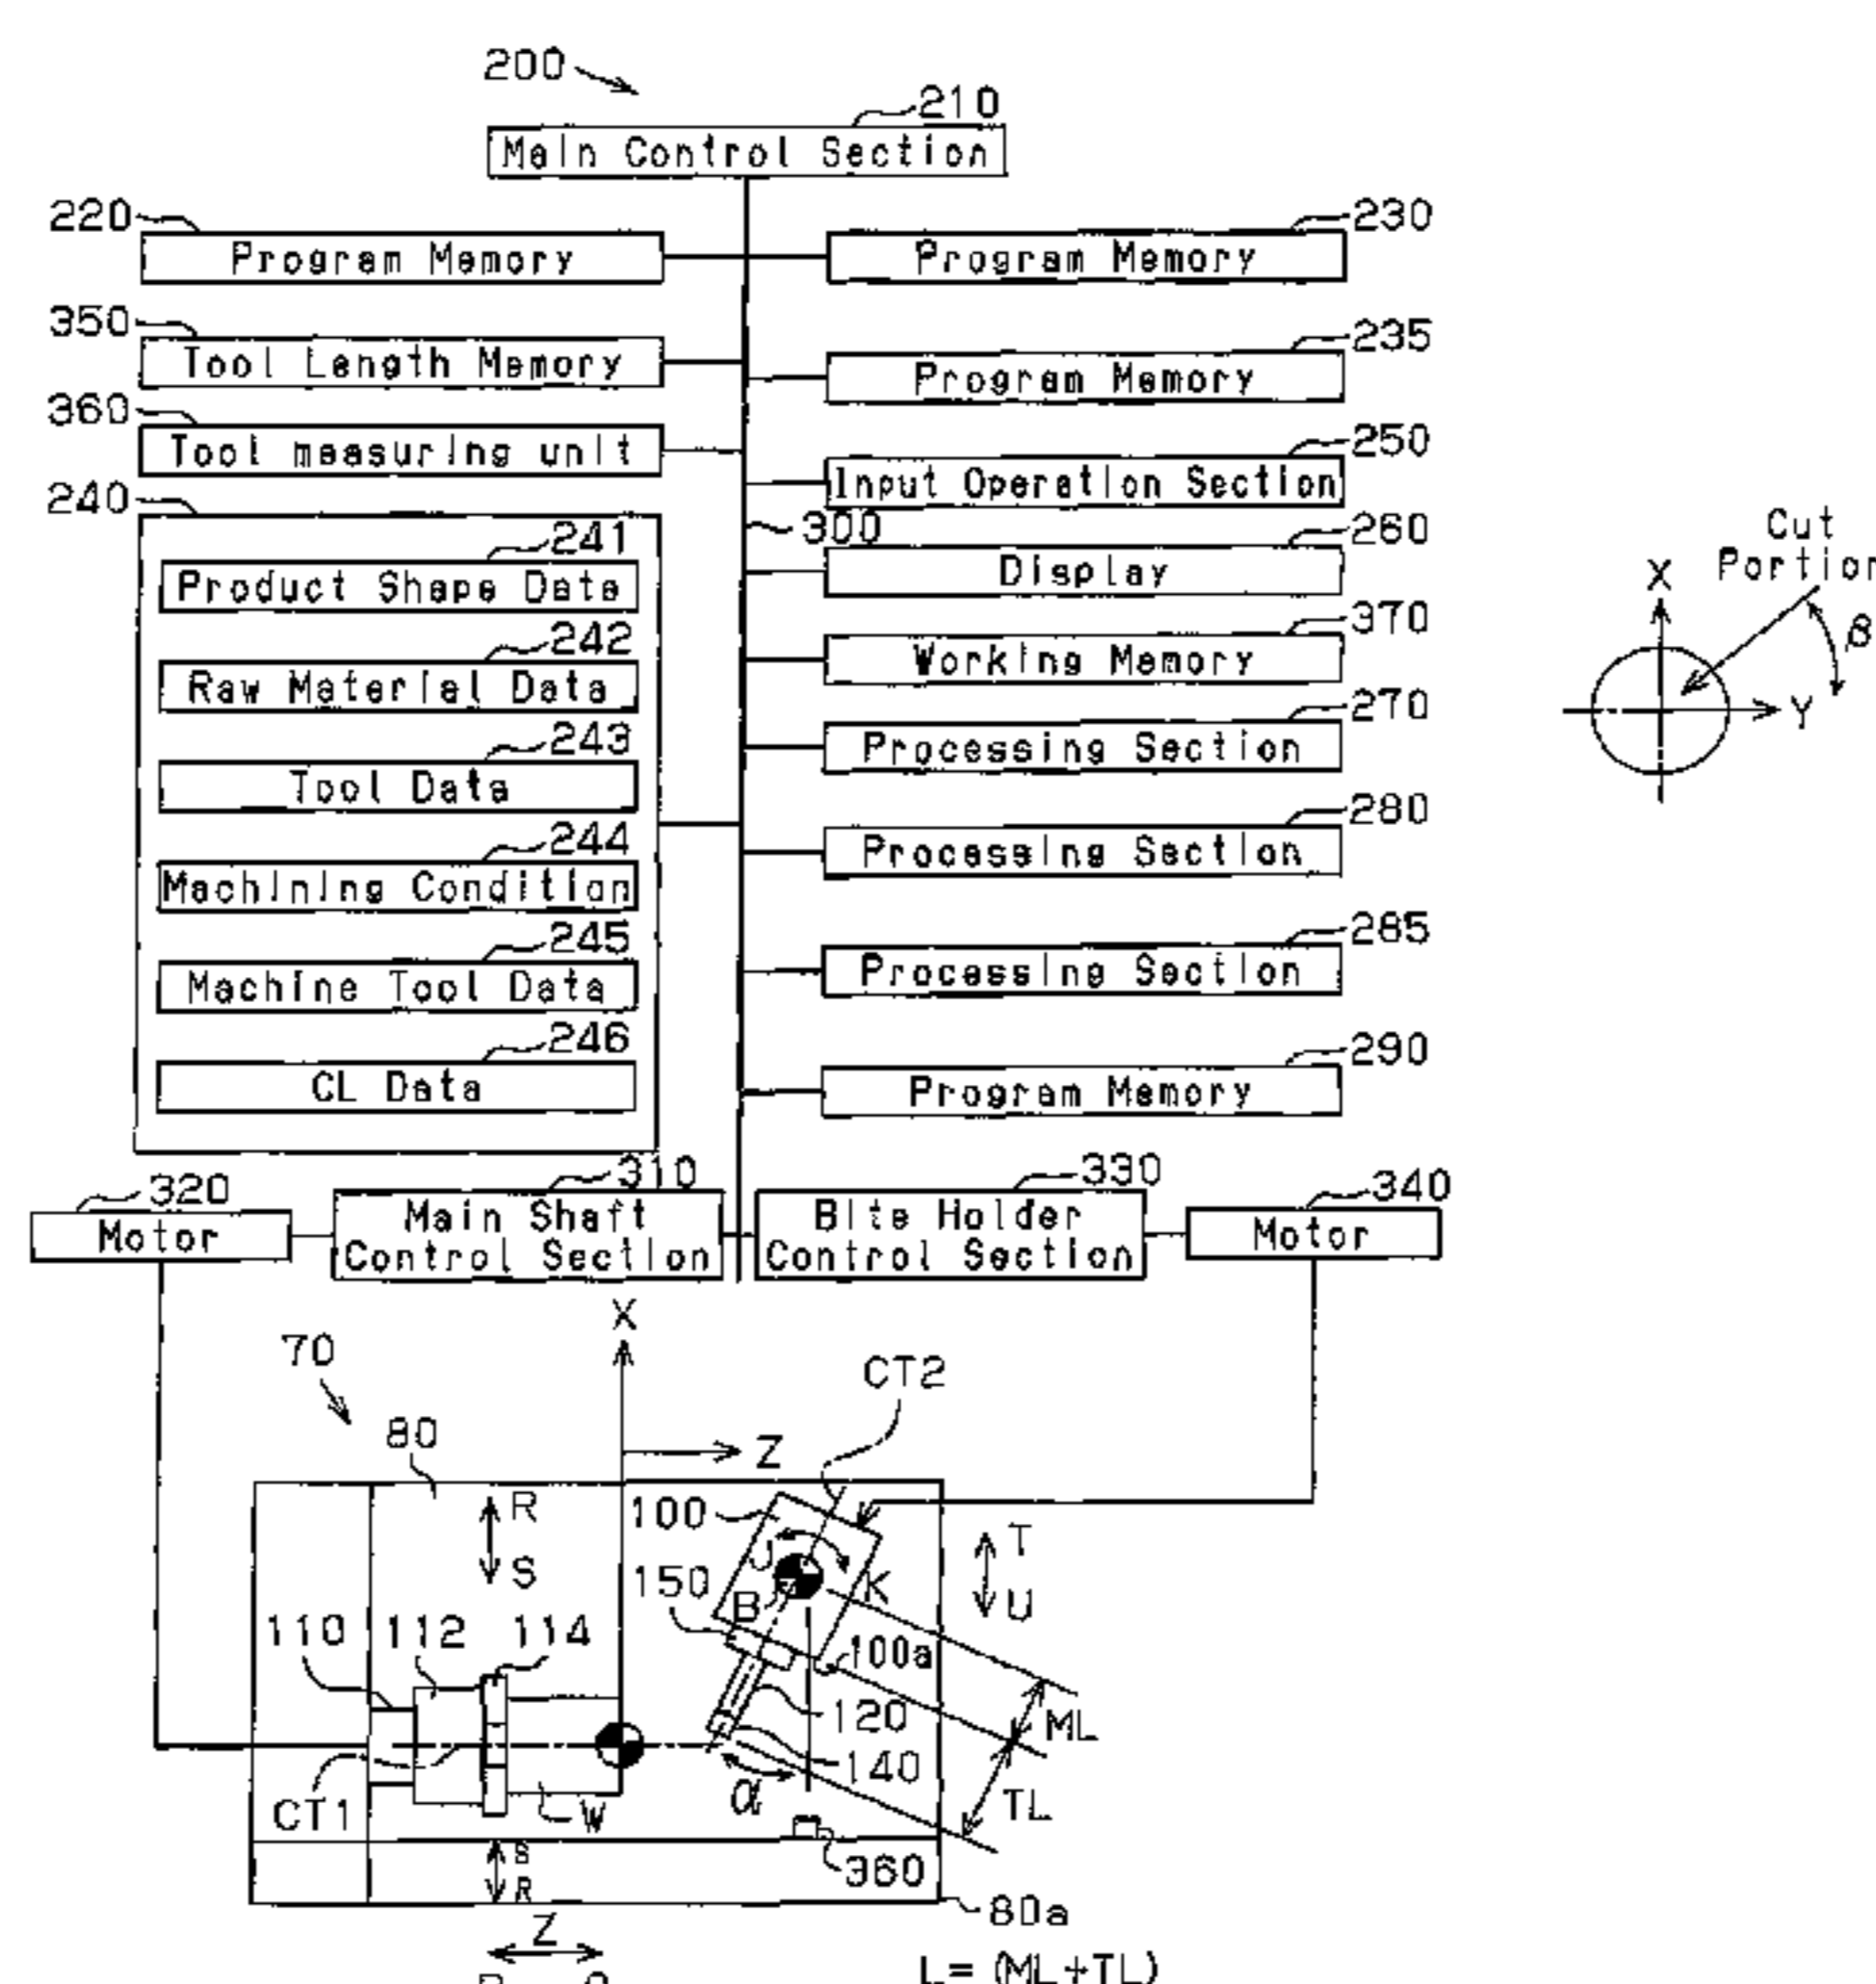 200
210
Main Control Section
220
Program Memory
230
Program Memory
350
Tool Length Memory
235
Program Memory
360
Tool measuring unit
250
Input Operation Section
240
300
241
Product Shape Data
260
Display
242
Raw Material Data
370
Working Memory
243
Tool Data
270
Processing Section
244
Machining Condition
280
Processing Section
245
Machine Tool Data
285
Processing Section
246
CL Data
290
Program Memory
Cut
Portion
X
β
Y
320
Motor
310
Main Shaft
Control Section
330
Bite Holder
Control Section
340
Motor
X
70
CT2
80
Z
R
S
100
J
K
B
T
U
150
110
112
114
100a
120
ML
140
α
TL
CT1
W
360
S
R
80a
Z
L= (ML+TL)